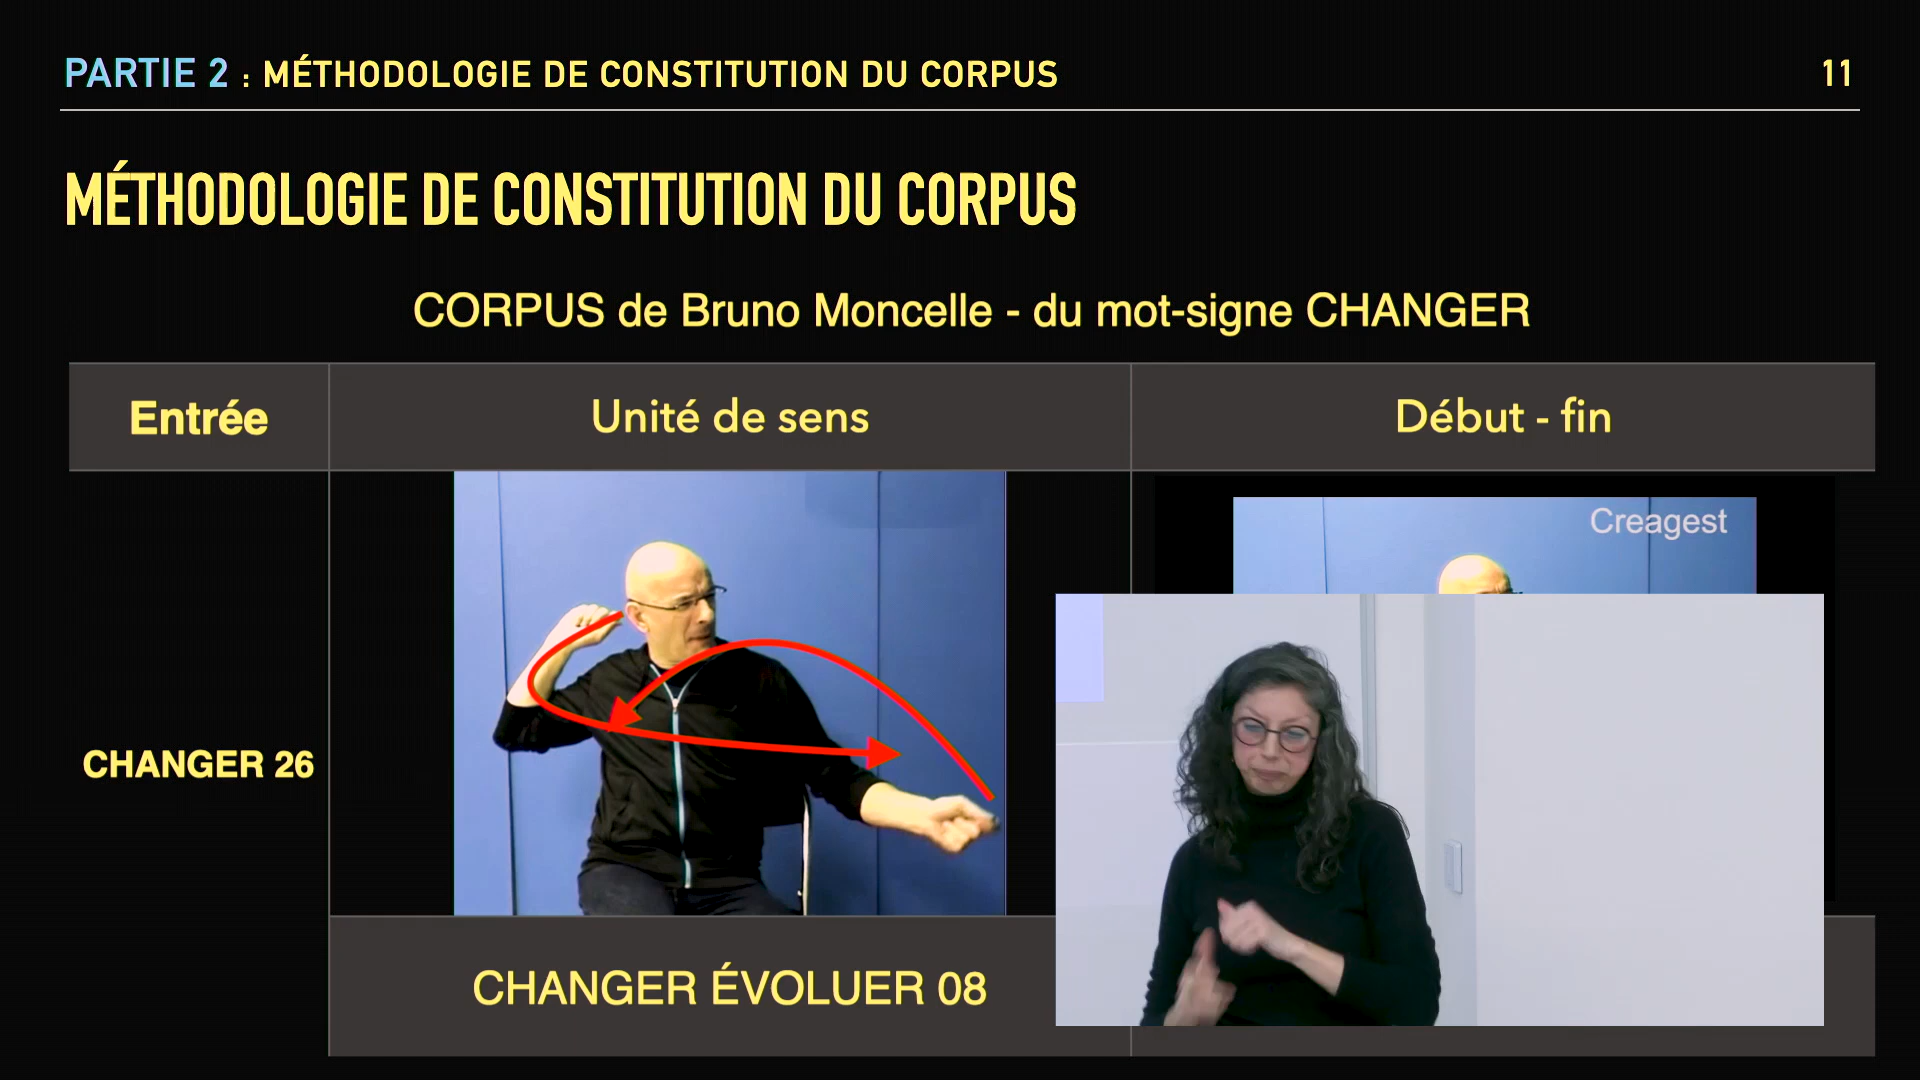 PARTIE 2 : MÉTHODOLOGIE DE CONSTITUTION DU CORPUS
11
MÉTHODOLOGIE DE CONSTITUTION DU CORPUS
CORPUS de Bruno Moncelle - du mot-signe CHANGER
Entrée
Unité de sens
Début - fin
Creagest
CHANGER 26
CHANGER ÉVOLUER 08